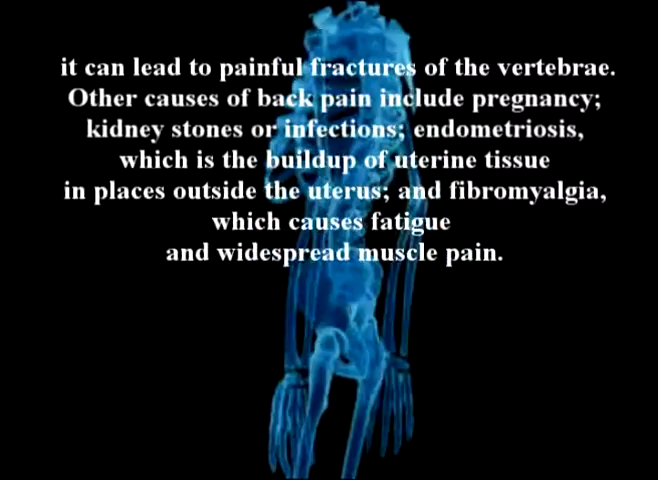 it can lead to painful fractures of the vertebrae.
Other causes of back pain include pregnancy;
kidney stones or infections; endometriosis,
which is the buildup of uterine tissue
in places outside the uterus; and fibromyalgia,
which causes fatigue
and widespread muscle pain.